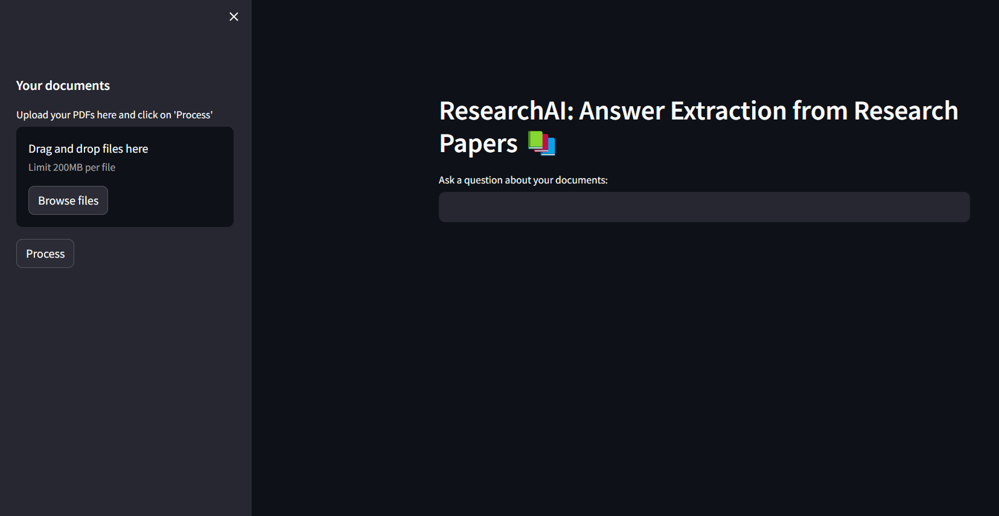 Your documents
Upload your PDFs here and click on 'Process'
Drag and drop files here
Limit 200MB per file
Browse files
Process
ResearchAI: Answer Extraction from Research
Papers 📚
Ask a question about your documents: